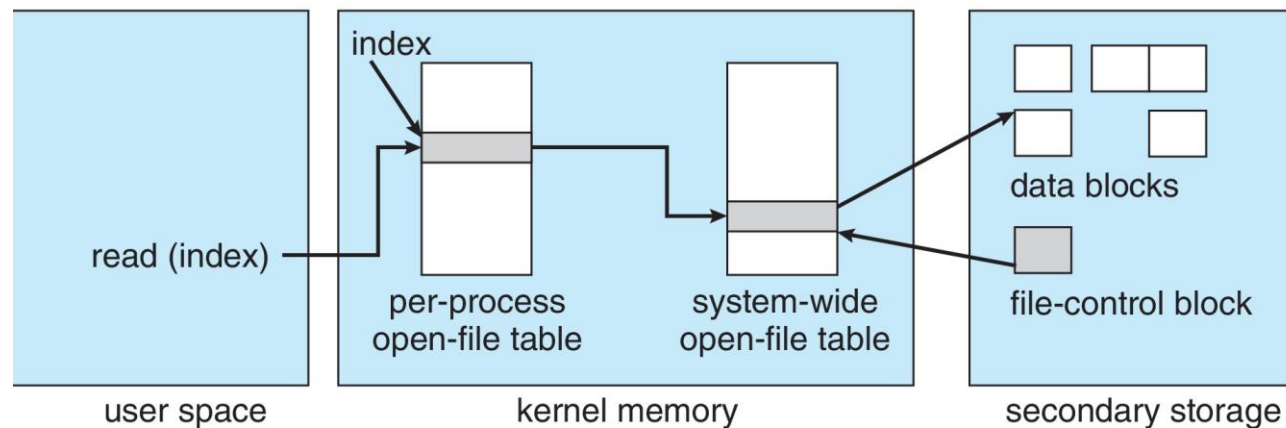 index
read (index)
per-process
open-file table
system-wide
open-file table
data blocks
file-control block
user space
kernel memory
secondary storage